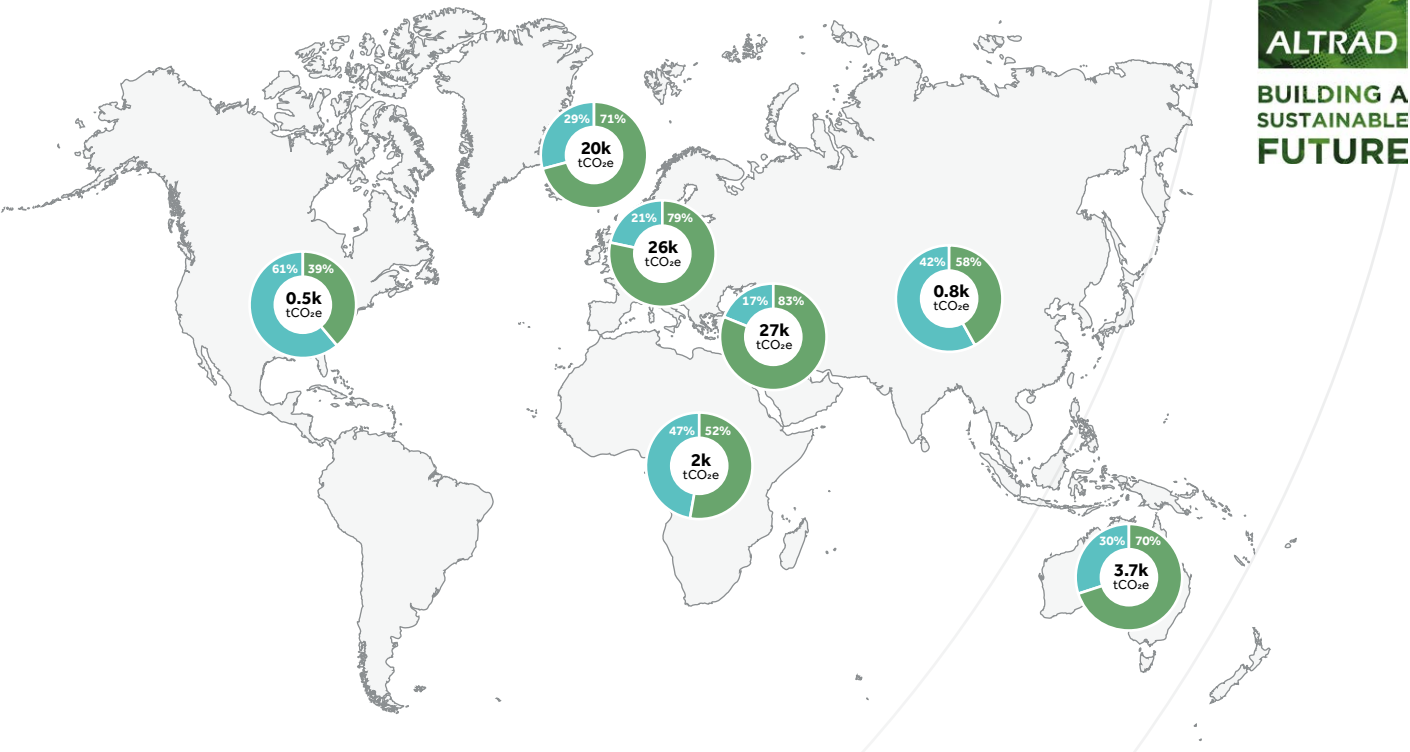 ALTRAD
BUILDING A
SUSTAINABLE
FUTURE
29% 71%
20k
tCO₂e
21% 79%
26k
tCO₂e
61% 39%
0.5k
tCO₂e
42% 58%
0.8k
tCO₂e
17% 83%
27k
tCO₂e
47% 52%
2k
tCO₂e
30% 70%
3.7k
tCO₂e